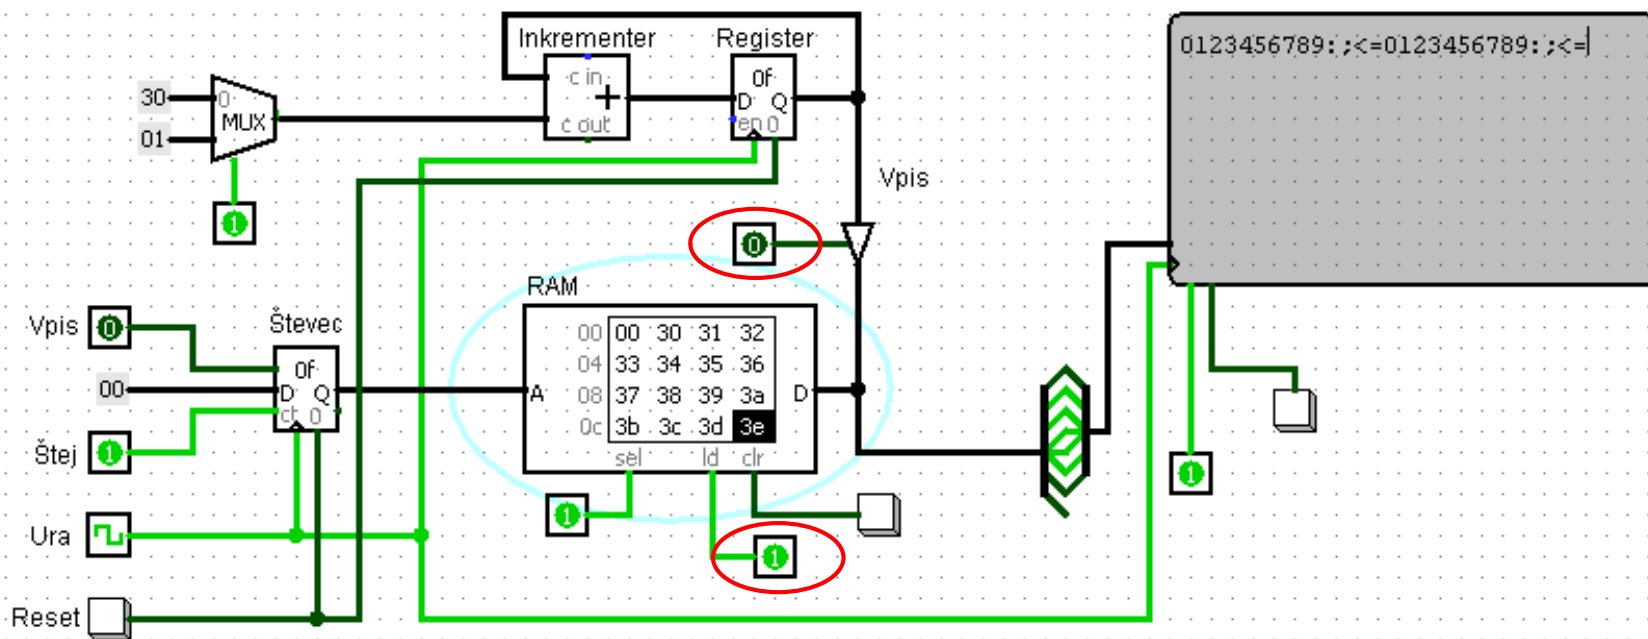 0123456789:;<=0123456789:;<=
Inkrementer
Register
c in
+
c out
0f
D Q
en 0
30
0
01
MUX
1
Vpis
0
RAM
00 00 30 31 32
04 33 34 35 36
08 37 38 39 3a
0c 3b 3c 3d 3e
A
D
sel ld clr
1
1
1
Vpis 0
Števec
0f
00
D Q
ct 0
Štej 1
Ura
Reset